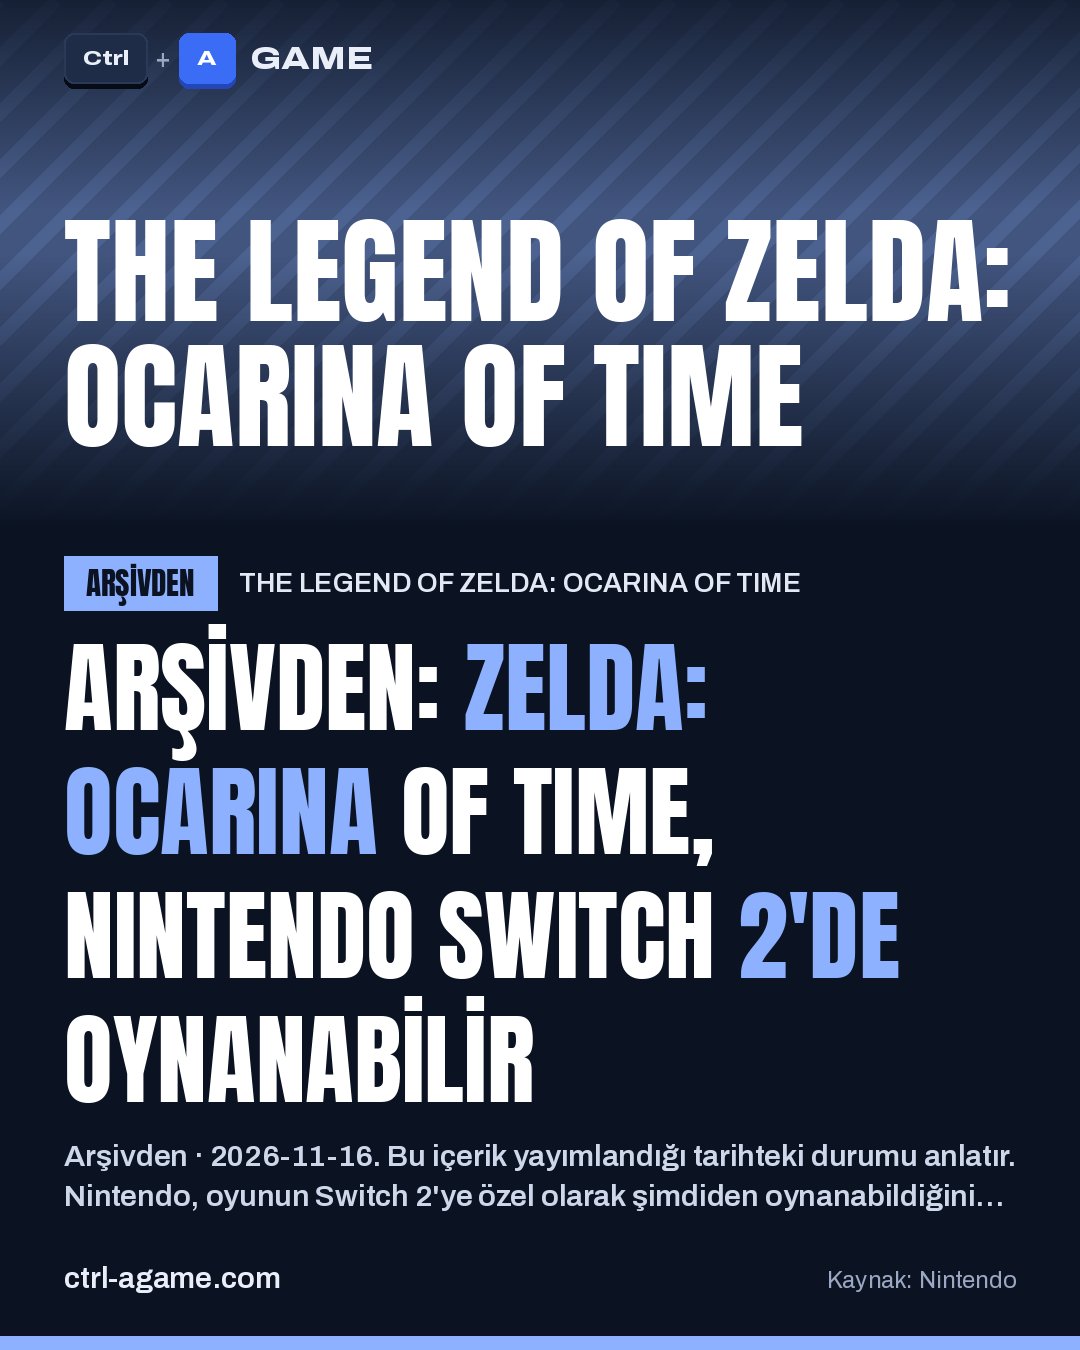 Ctrl + A GAME
THE LEGEND OF ZELDA:
OCARINA OF TIME
ARŞİVDEN THE LEGEND OF ZELDA: OCARINA OF TIME
ARŞİVDEN: ZELDA:
OCARINA OF TIME,
NINTENDO SWITCH 2'DE
OYNANABİLİR
Arşivden · 2026-11-16. Bu içerik yayımlandığı tarihteki durumu anlatır.
Nintendo, oyunun Switch 2'ye özel olarak şimdiden oynanabildiğini…
ctrl-agame.com Kaynak: Nintendo